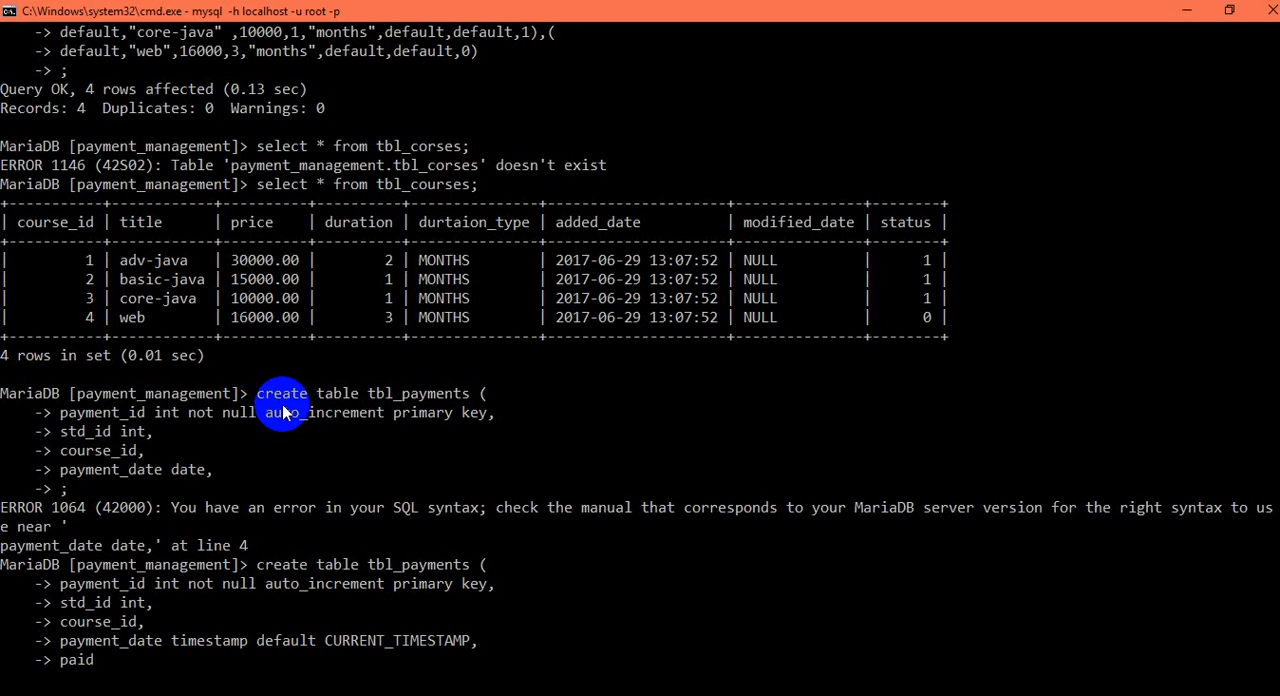 C:\Windows\system32\cmd.exe - mysql -h localhost -u root -p
-> default,"core-java" ,10000,1,"months",default,default,1),(
-> default,"web",16000,3,"months",default,default,0)
-> ;
Query OK, 4 rows affected (0.13 sec)
Records: 4  Duplicates: 0  Warnings: 0
MariaDB [payment_management]> select * from tbl_corses;
ERROR 1146 (42S02): Table 'payment_management.tbl_corses' doesn't exist
MariaDB [payment_management]> select * from tbl_courses;
+-----------+------------+----------+----------+---------------+---------------------+---------------+--------+
| course_id | title      | price    | duration | durtaion_type | added_date          | modified_date | status |
+-----------+------------+----------+----------+---------------+---------------------+---------------+--------+
|         1 | adv-java   | 30000.00 |        2 | MONTHS        | 2017-06-29 13:07:52 | NULL          |      1 |
|         2 | basic-java | 15000.00 |        1 | MONTHS        | 2017-06-29 13:07:52 | NULL          |      1 |
|         3 | core-java  | 10000.00 |        1 | MONTHS        | 2017-06-29 13:07:52 | NULL          |      1 |
|         4 | web        | 16000.00 |        3 | MONTHS        | 2017-06-29 13:07:52 | NULL          |      0 |
+-----------+------------+----------+----------+---------------+---------------------+---------------+--------+
4 rows in set (0.01 sec)
MariaDB [payment_management]> create table tbl_payments (
-> payment_id int not null auto_increment primary key,
-> std_id int,
-> course_id,
-> payment_date date,
-> ;
ERROR 1064 (42000): You have an error in your SQL syntax; check the manual that corresponds to your MariaDB server version for the right syntax to us
e near '
payment_date date,' at line 4
MariaDB [payment_management]> create table tbl_payments (
-> payment_id int not null auto_increment primary key,
-> std_id int,
-> course_id,
-> payment_date timestamp default CURRENT_TIMESTAMP,
-> paid